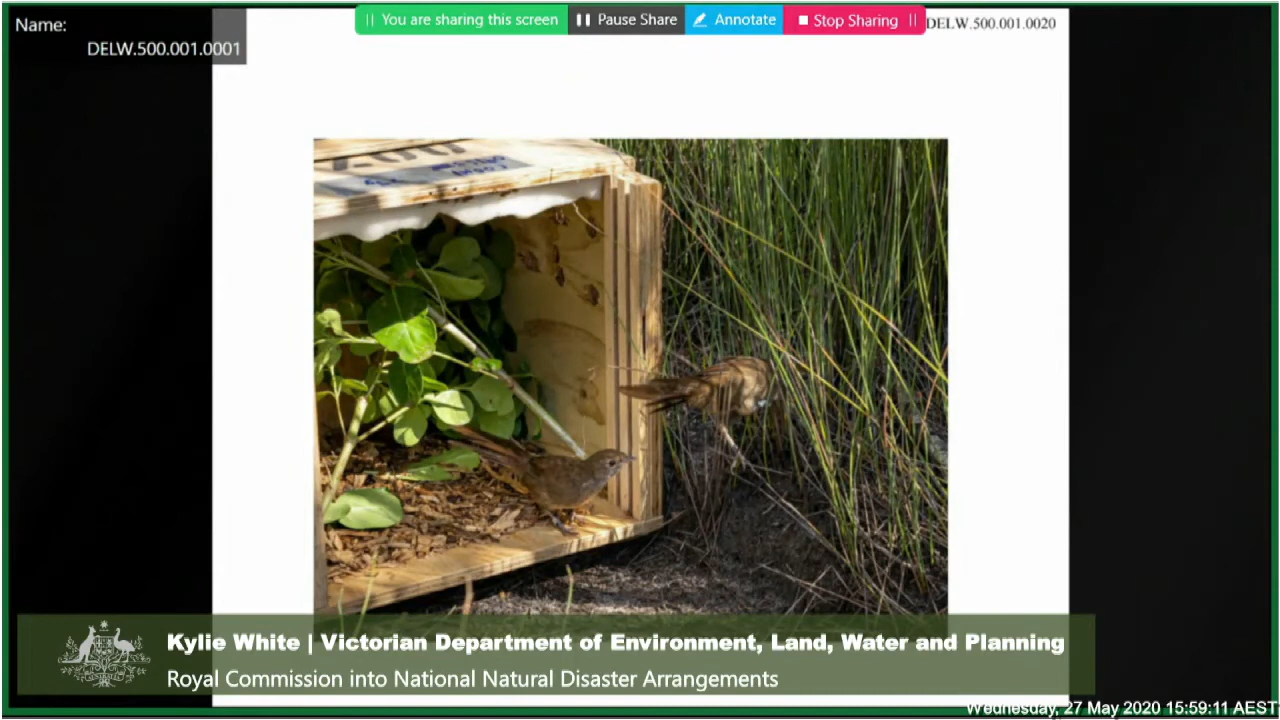 Name:
DELW.500.001.0001
You are sharing this screen
Pause Share
Annotate
Stop Sharing
DELW.500.001.0020
Kylie White | Victorian Department of Environment, Land, Water and Planning
Royal Commission into National Natural Disaster Arrangements
Wednesday, 27 May 2020 15:59:11 AEST